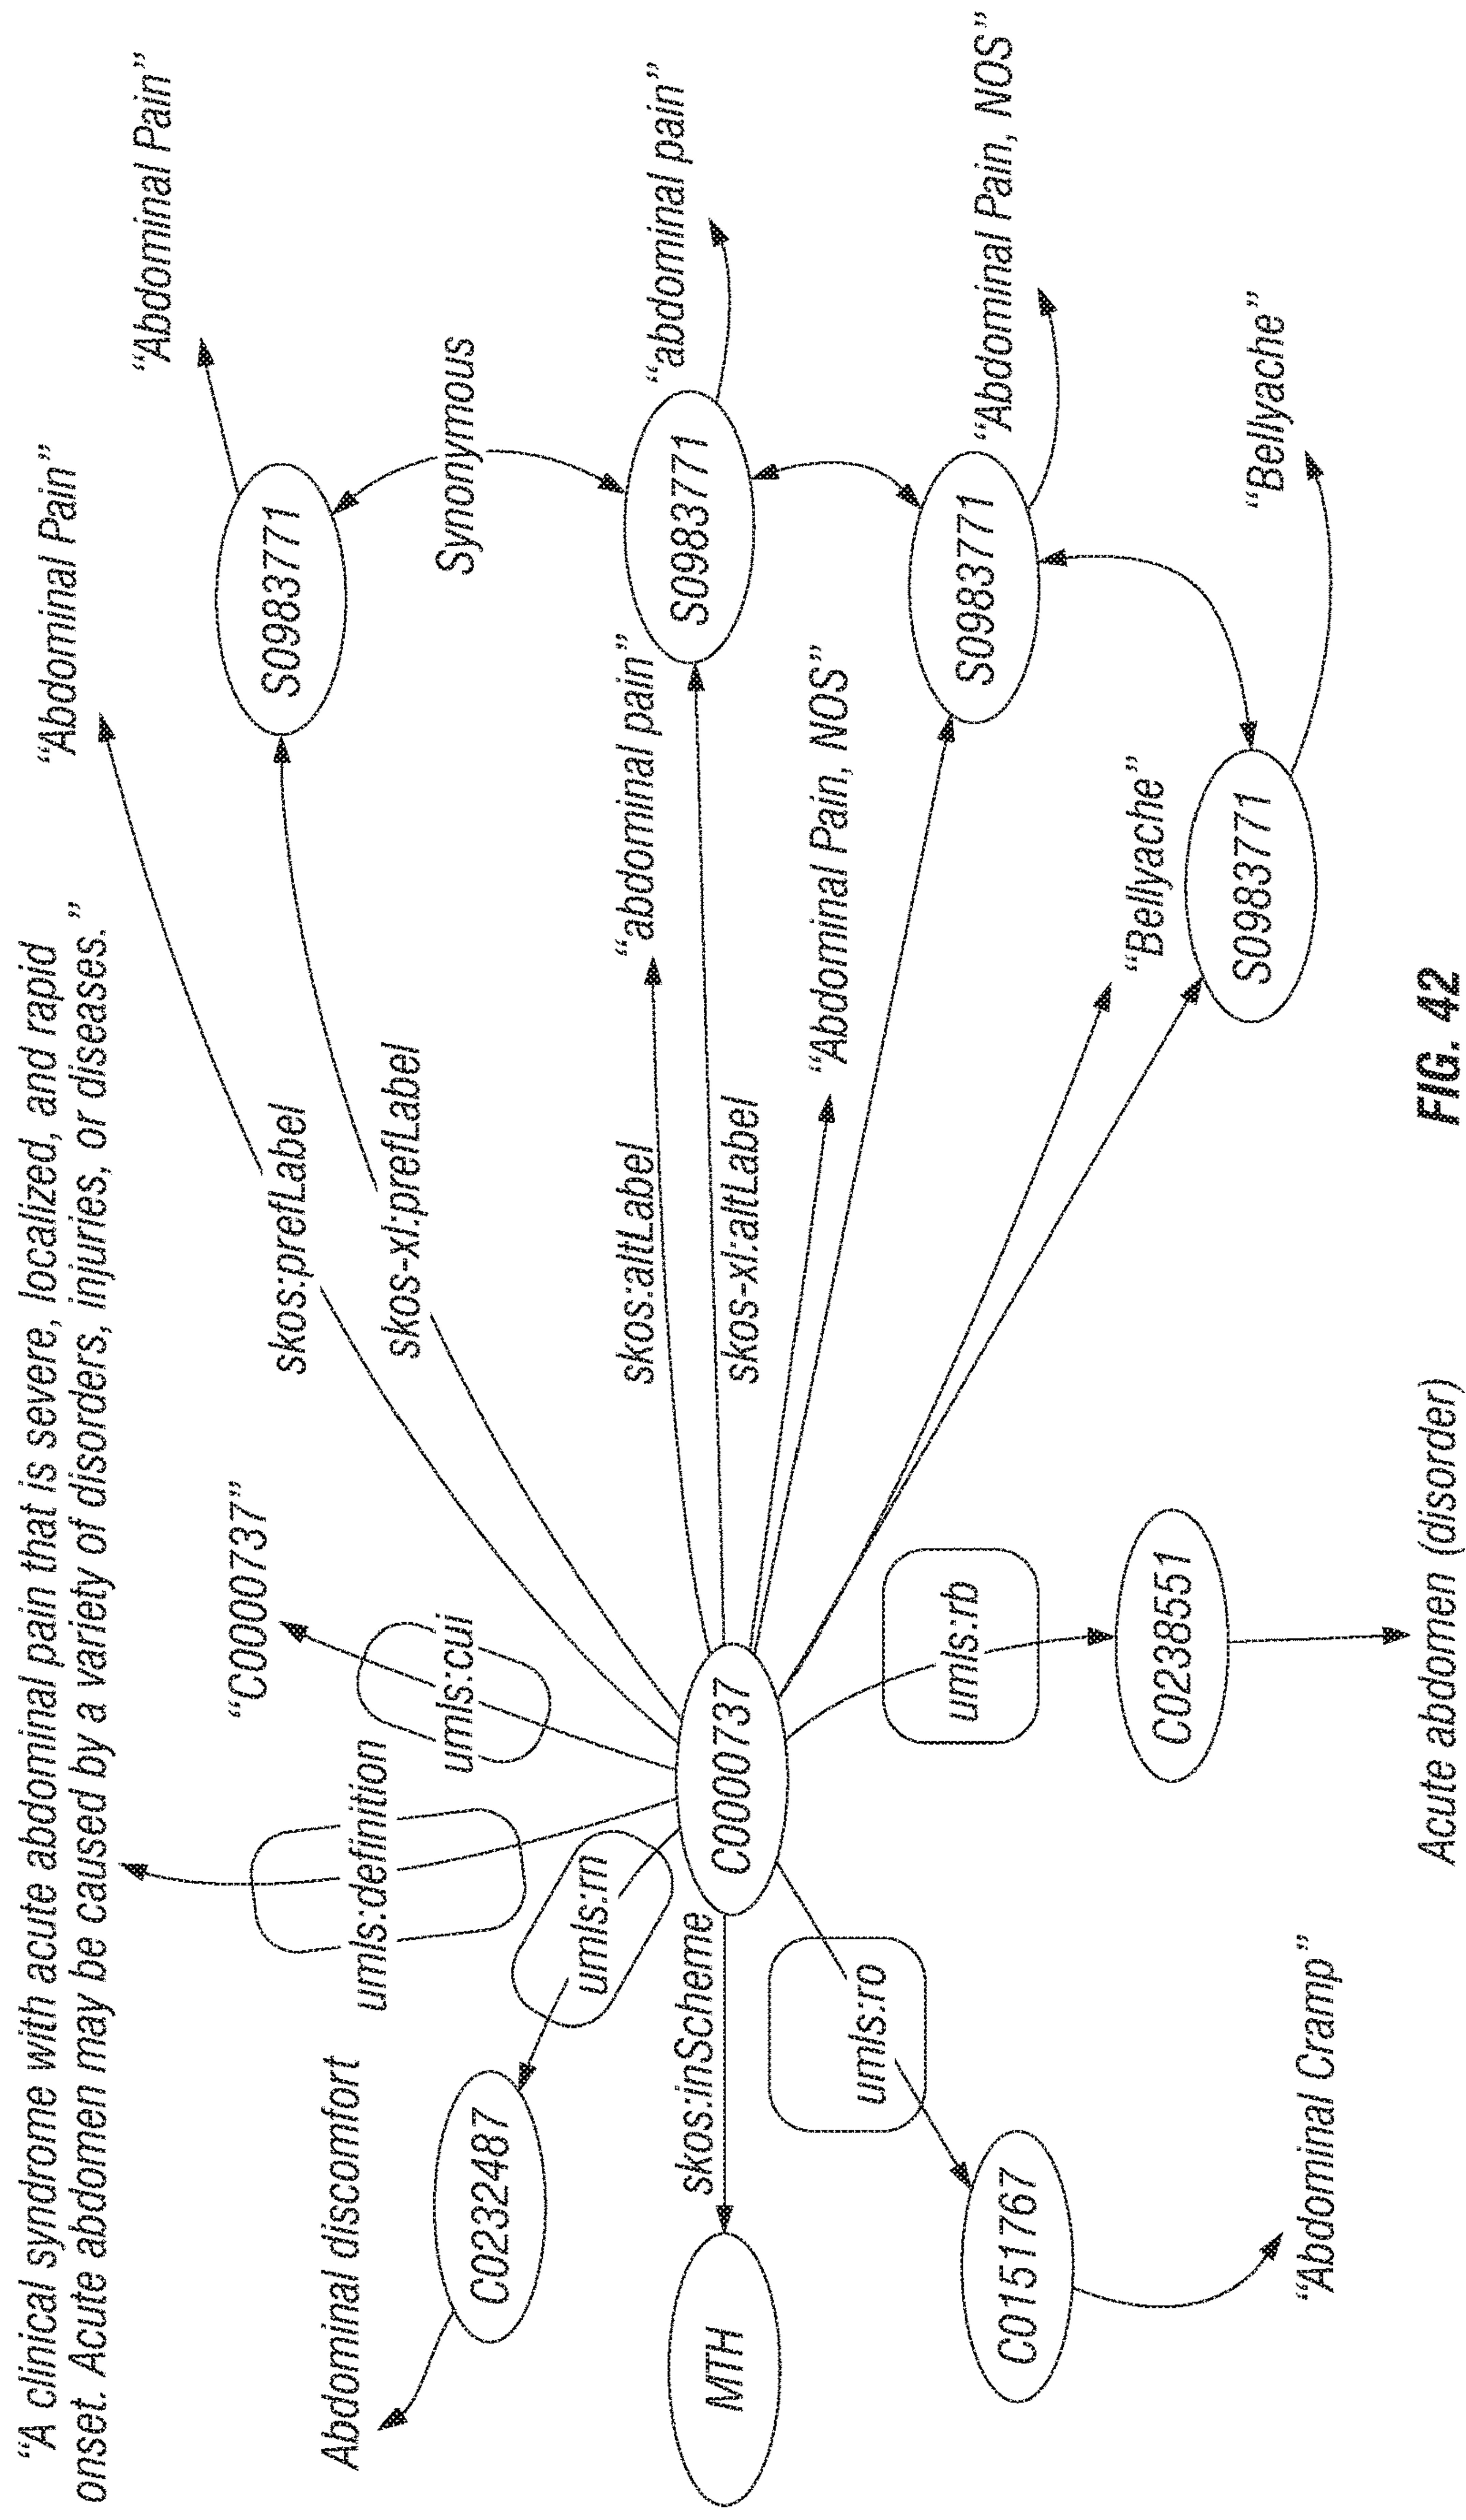 “A clinical syndrome with acute abdominal pain that is severe, localized, and rapid
onset. Acute abdomen may be caused by a variety of disorders, injuries, or diseases.”
“Abdominal Pain”
“Abdominal Pain”
“C000737”
skos:prefLabel
S0983771
Abdominal discomfort
umls:definition
skos-xl:prefLabel
umls:cui
Synonymous
C0232487
umls:rn
skos:altLabel
“abdominal pain”
“abdominal pain”
skos:inScheme
S0983771
MTH
C000737
skos-xl:altLabel
“Abdominal Pain, NOS”
umls:ro
umls:rb
S0983771
“Abdominal Pain, NOS”
C0151767
“Bellyache”
C0238551
S0983771
“Bellyache”
“Abdominal Cramp”
Acute abdomen (disorder)
FIG. 42